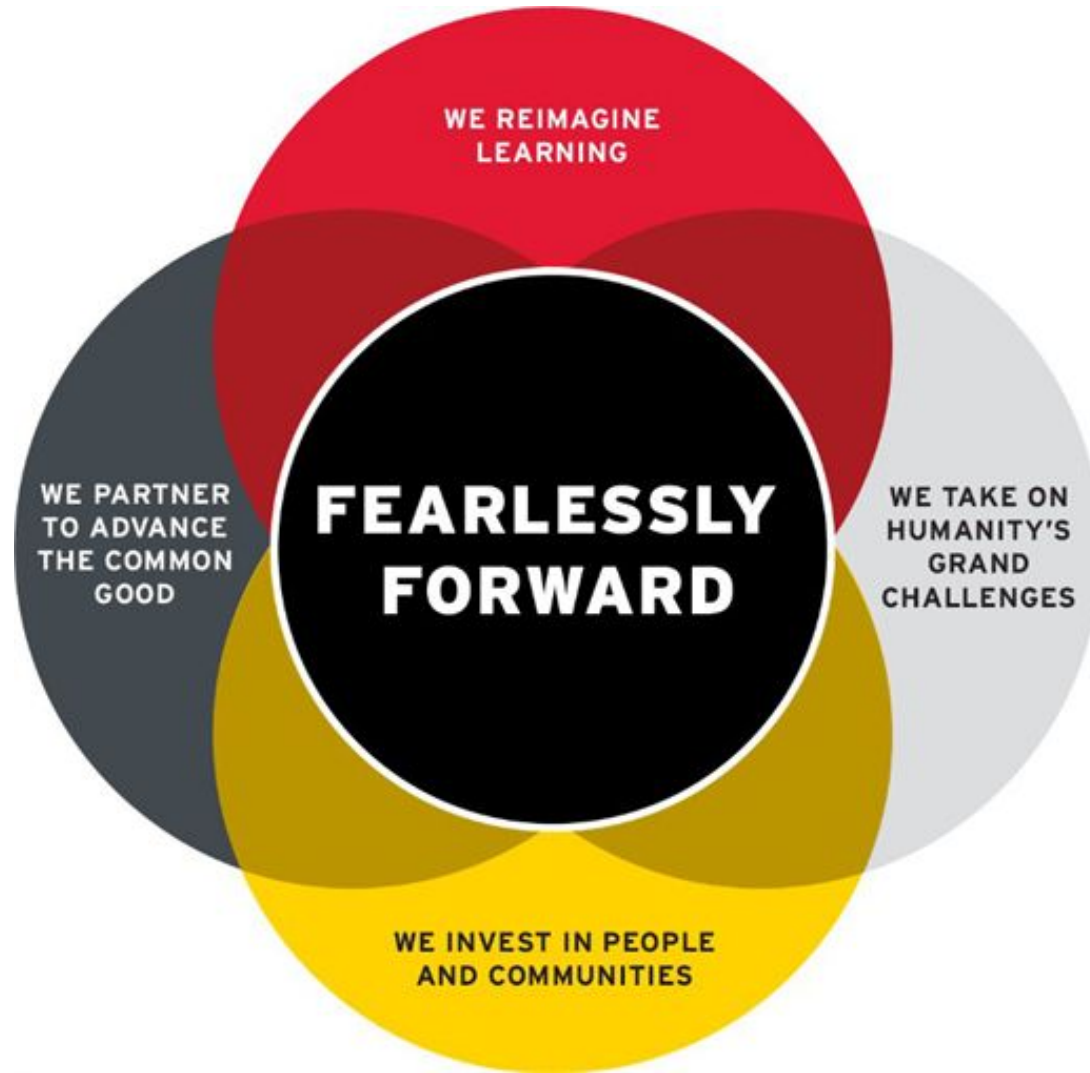 WE REIMAGINE
LEARNING
WE PARTNER
TO ADVANCE
THE COMMON
GOOD
FEARLESSLY
FORWARD
WE TAKE ON
HUMANITY'S
GRAND
CHALLENGES
WE INVEST IN PEOPLE
AND COMMUNITIES